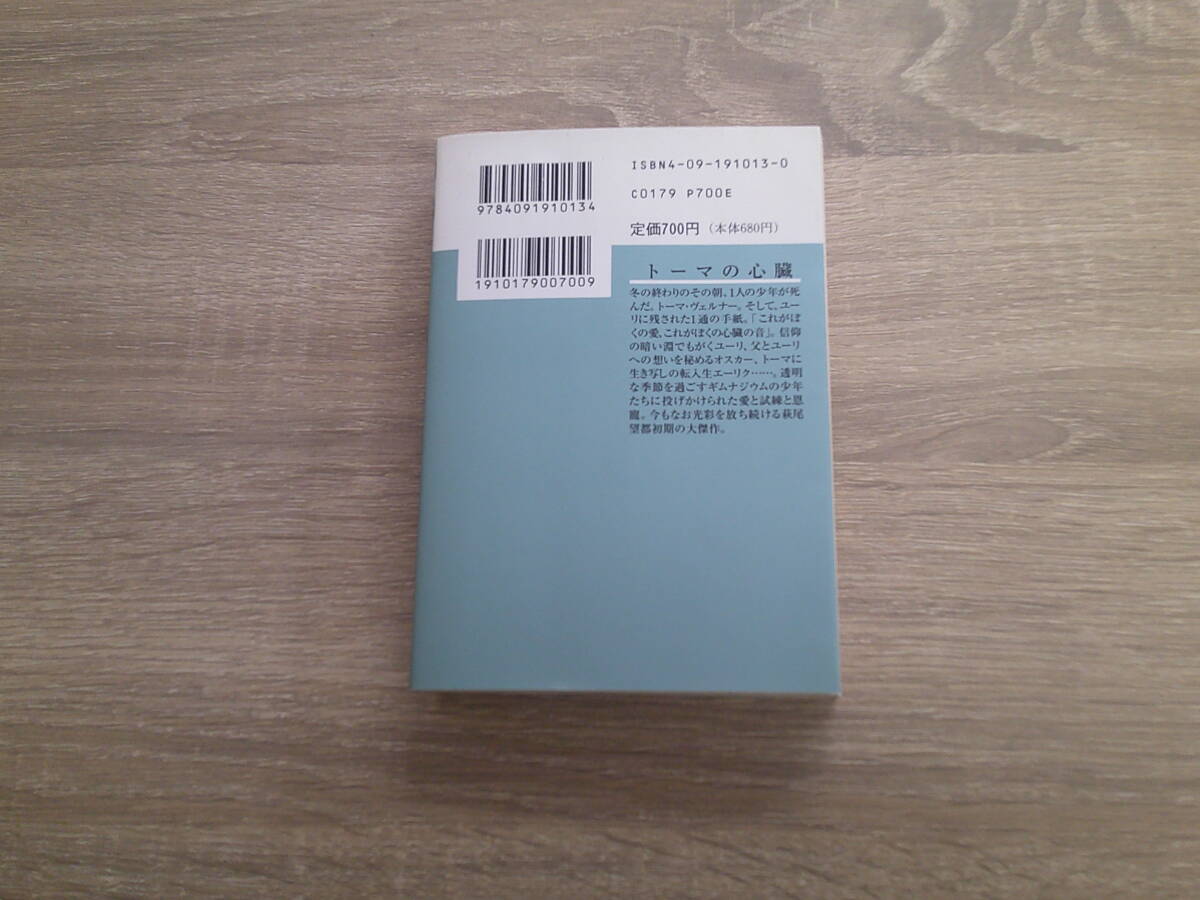 ISBN4-09-191013-0
9784091910134
C0179 P700E
定価700円（本体680円）
1910179007009
トーマの心臓
冬の終わりのその朝、1人の少年が死
んだ。トーマ・ヴェルナー。そして、ユー
リに残された1通の手紙。「これがぼ
くの愛、これがぼくの心臓の音」。信仰
の暗い淵でもがくユーリ、父とユーリ
への想いを秘めるオスカー、トーマに
生き写しの転入生エーリク……。透明
な季節を過ごすギムナジウムの少年
たちに投げかけられた愛と試練と恩
寵。今もなお光彩を放ち続ける萩尾
望都初期の大傑作。